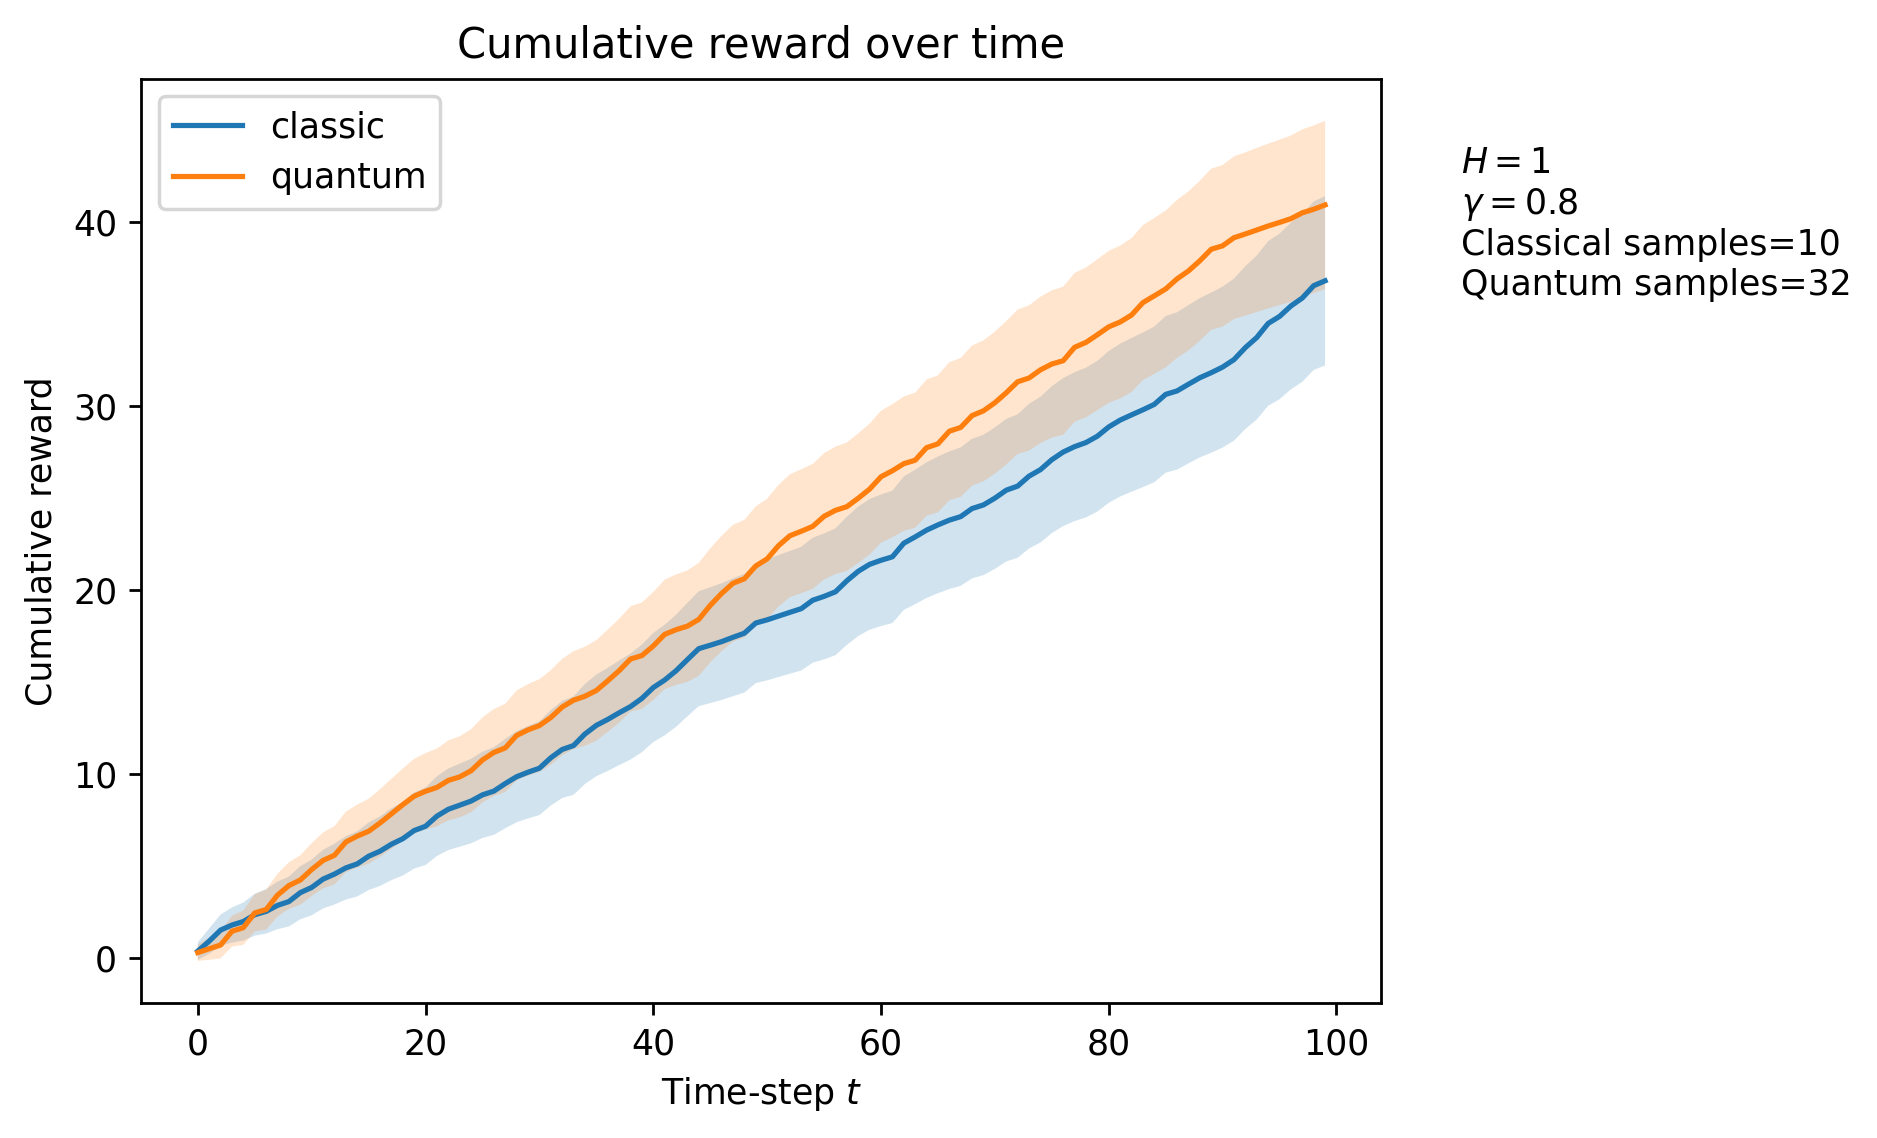 Cumulative reward over time
classic
quantum
H = 1
γ = 0.8
Classical samples=10
Quantum samples=32
Cumulative reward
40
30
20
10
0
0 20 40 60 80 100
Time-step t